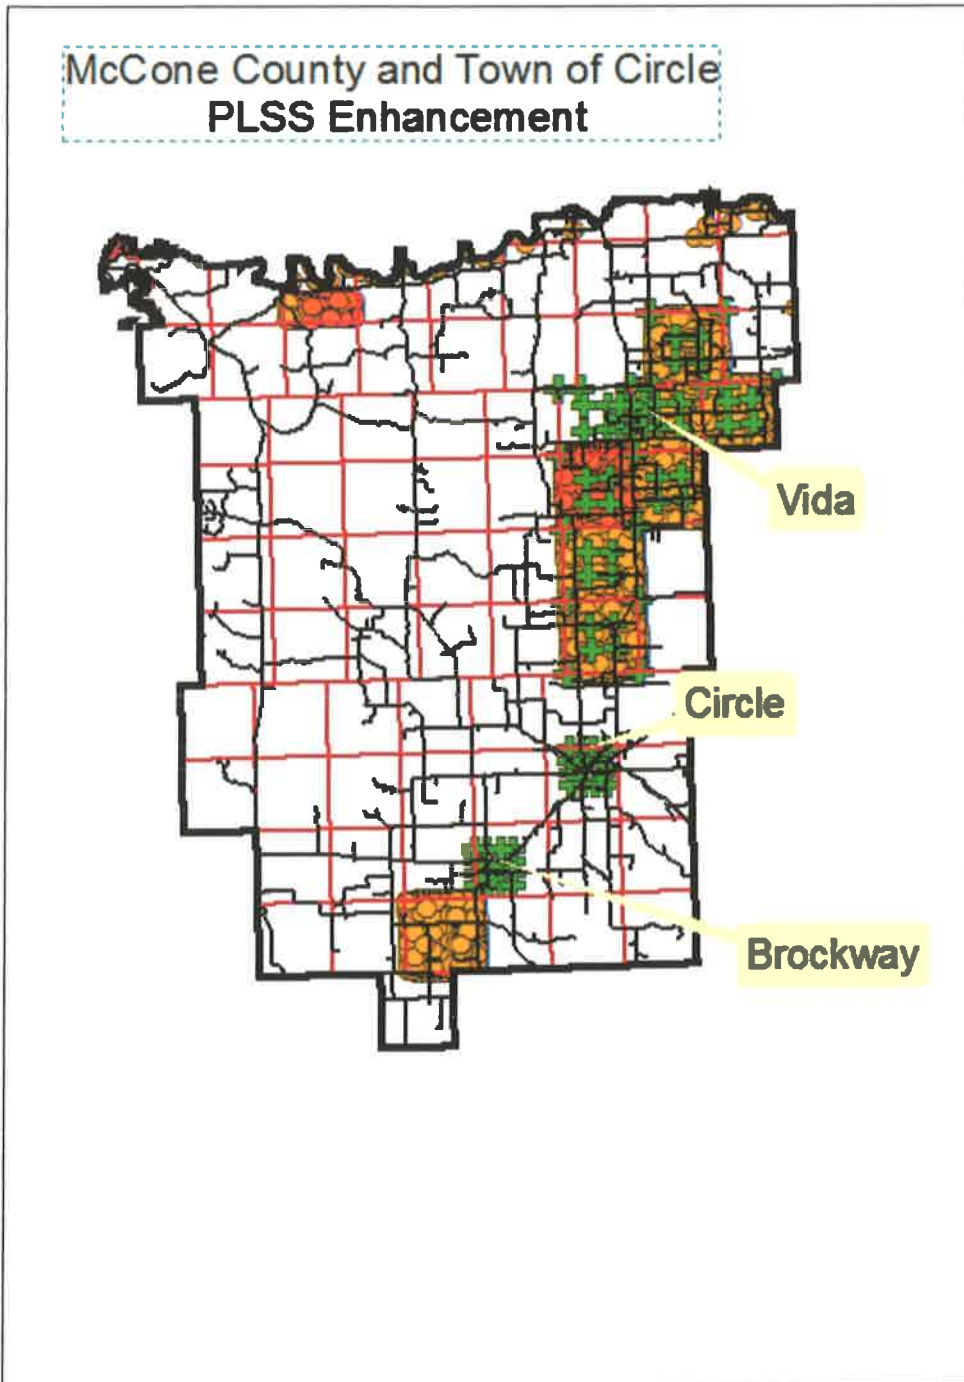 McCone County and Town of Circle
PLSS Enhancement
Vida
Circle
Brockway